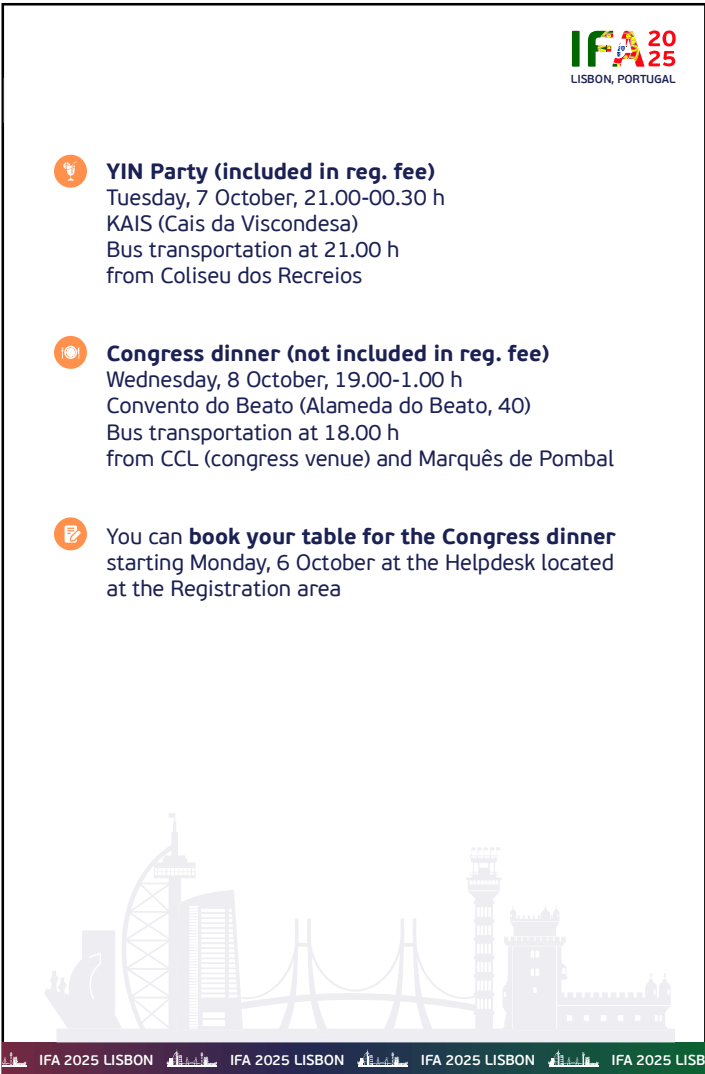 IFA 20
25
LISBON, PORTUGAL
YIN Party (included in reg. fee)
Tuesday, 7 October, 21.00-00.30 h
KAIS (Cais da Viscondesa)
Bus transportation at 21.00 h
from Coliseu dos Recreios
Congress dinner (not included in reg. fee)
Wednesday, 8 October, 19.00-1.00 h
Convento do Beato (Alameda do Beato, 40)
Bus transportation at 18.00 h
from CCL (congress venue) and Marquês de Pombal
You can book your table for the Congress dinner
starting Monday, 6 October at the Helpdesk located
at the Registration area
IFA 2025 LISBON IFA 2025 LISBON IFA 2025 LISBON IFA 2025 LISB